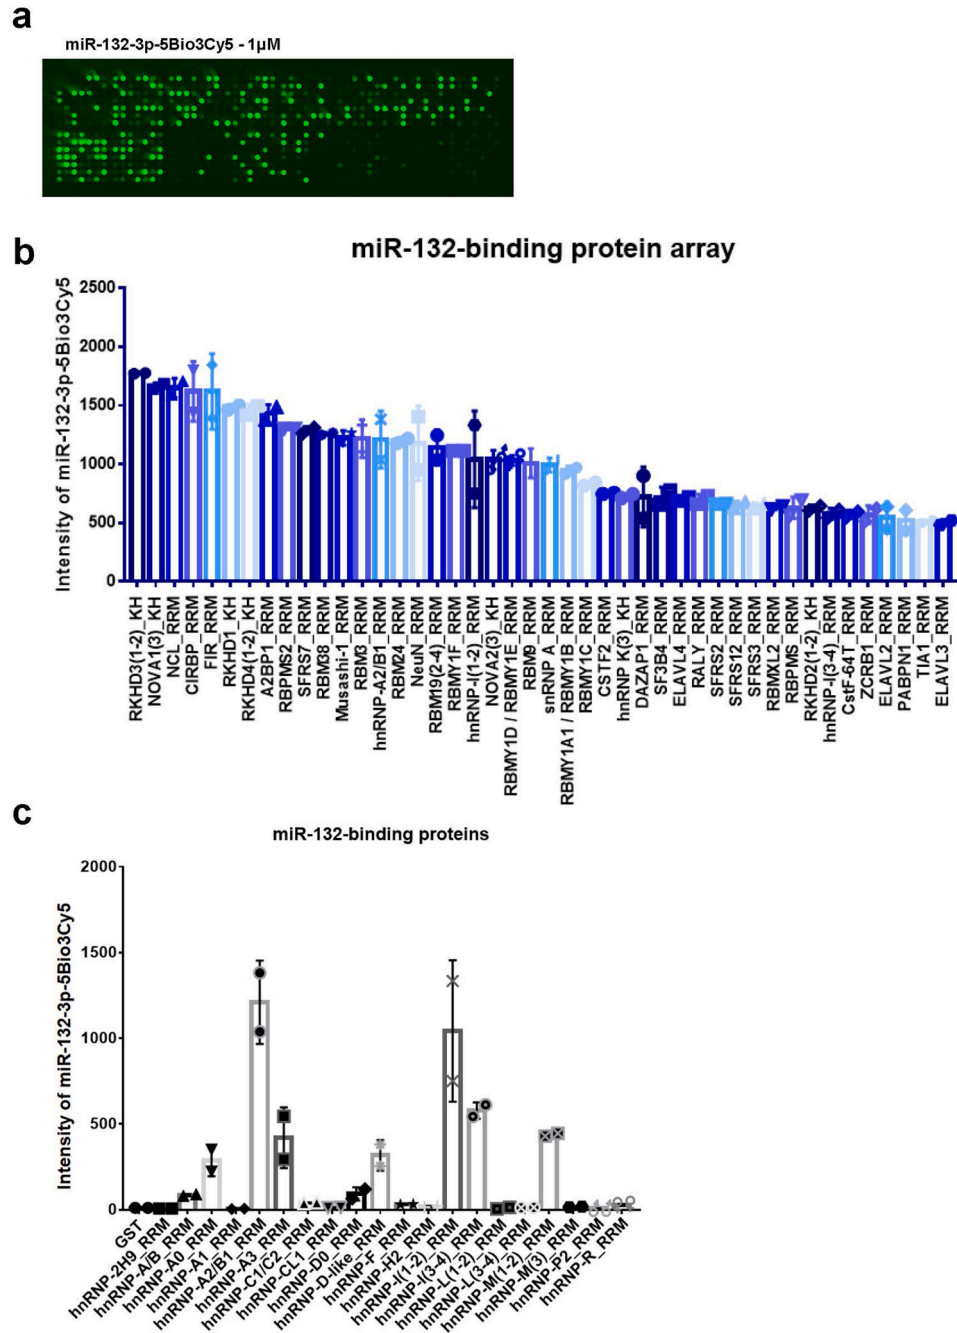 a
miR-132-3p-5Bio3Cy5 - 1µM
b
miR-132-binding protein array
Intensity of miR-132-3p-5Bio3Cy5
2500
2000
1500
1000
500
0
RKHD3(1-2)_KH
NOVA1(3)_KH
NCL_RRM
CIRBP_RRM
FIR_RRM
RKHD1_KH
RKHD4(1-2)_KH
A2BP1_RRM
RBPMS2_RRM
SFRS7_RRM
RBM38_RRM
Musashi-1_RRM
RBM3_RRM
hnRNP-A2/B1_RRM
RBM24_RRM
NeuN_RRM
RBM19(2-4)_RRM
RBMY1F_RRM
hnRNP-I(1-2)_RRM
NOVA2(3)_KH
RBMY1D / RBMY1E_RRM
RBM9_RRM
snRNP A_RRM
RBMY1A1 / RBMY1B_RRM
RBMY1C_RRM
CSTF2_RRM
hnRNP K(3)_KH
DAZAP1_RRM
SF3B4_RRM
ELAVL4_RRM
RALY_RRM
SFRS2_RRM
SFRS12_RRM
SFRS3_RRM
RBMXL2_RRM
RBPMS_RRM
RKHD2(1-2)_KH
hnRNP-I(3-4)_RRM
CstF-64T_RRM
ZCRB1_RRM
ELAVL2_RRM
PABPN1_RRM
TIA1_RRM
ELAVL3_RRM
c
miR-132-binding proteins
Intensity of miR-132-3p-5Bio3Cy5
2000
1500
1000
500
0
GST
hnRNP-2H9_RRM
hnRNP-A/B_RRM
hnRNP-A0_RRM
hnRNP-A1_RRM
hnRNP-A2/B1_RRM
hnRNP-A3_RRM
hnRNP-C1/C2_RRM
hnRNP-CL1_RRM
hnRNP-D0_RRM
hnRNP-D-like_RRM
hnRNP-F_RRM
hnRNP-H2_RRM
hnRNP-I(1-2)_RRM
hnRNP-I(3-4)_RRM
hnRNP-L(1-2)_RRM
hnRNP-L(3-4)_RRM
hnRNP-M(1-2)_RRM
hnRNP-M(3)_RRM
hnRNP-P2_RRM
hnRNP-R_RRM